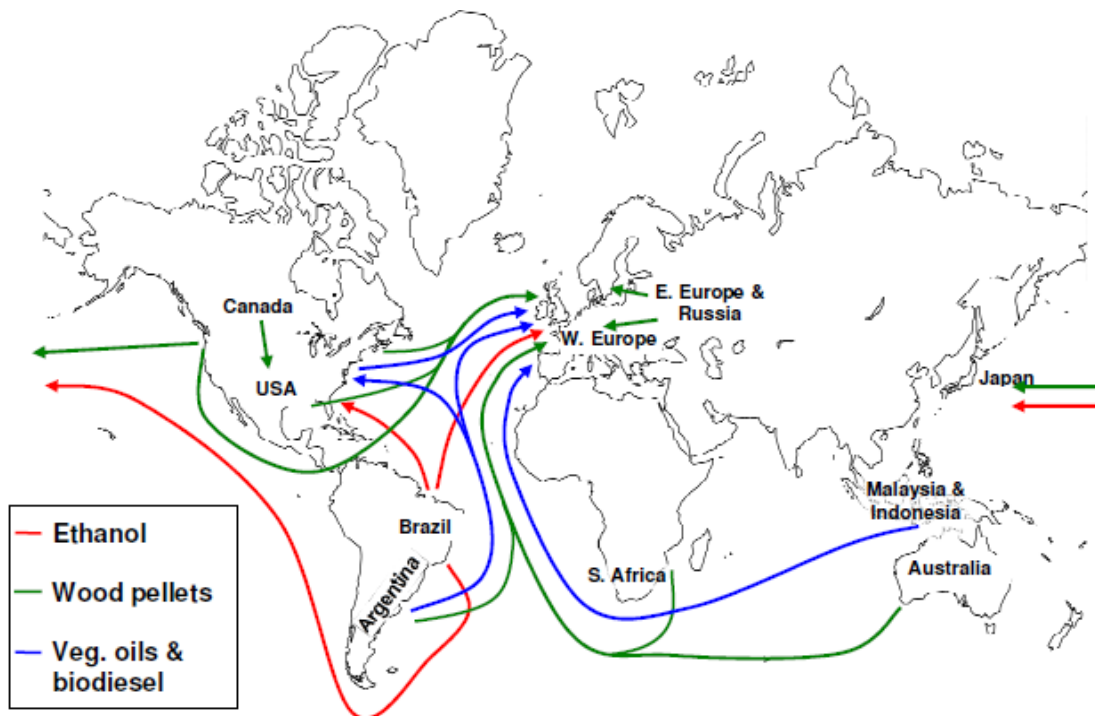 Canada
USA
E. Europe &
Russia
W. Europe
Japan
Malaysia &
Indonesia
Brazil
Argentina
S. Africa
Australia
Ethanol
Wood pellets
Veg. oils &
biodiesel